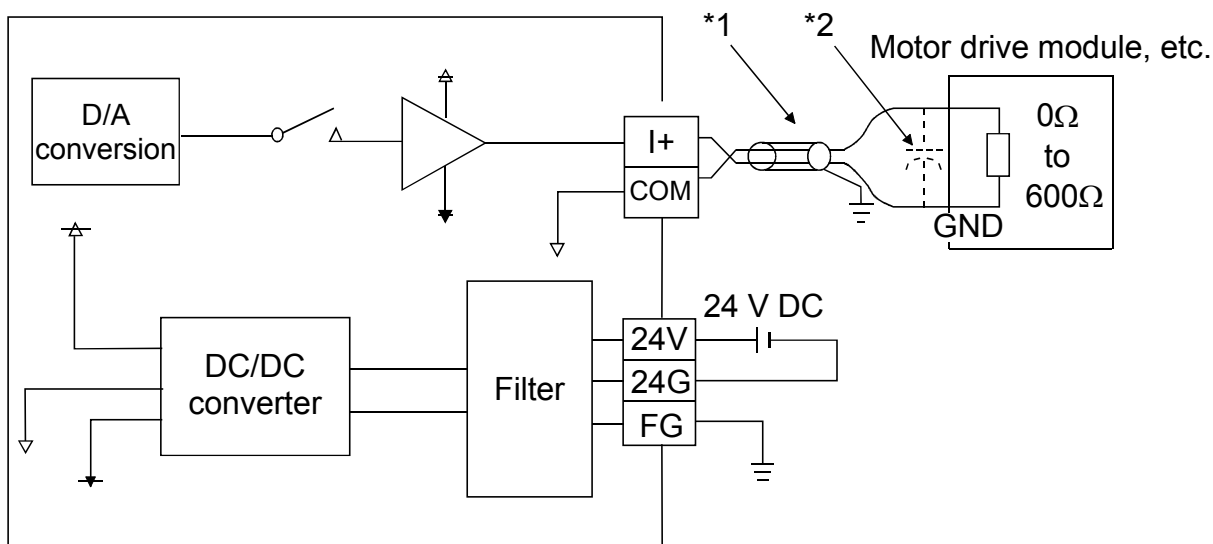 *1
*2
Motor drive module, etc.
D/A
conversion
I+
COM
0Ω
to
600Ω
GND
24 V DC
DC/DC
converter
Filter
24V
24G
FG